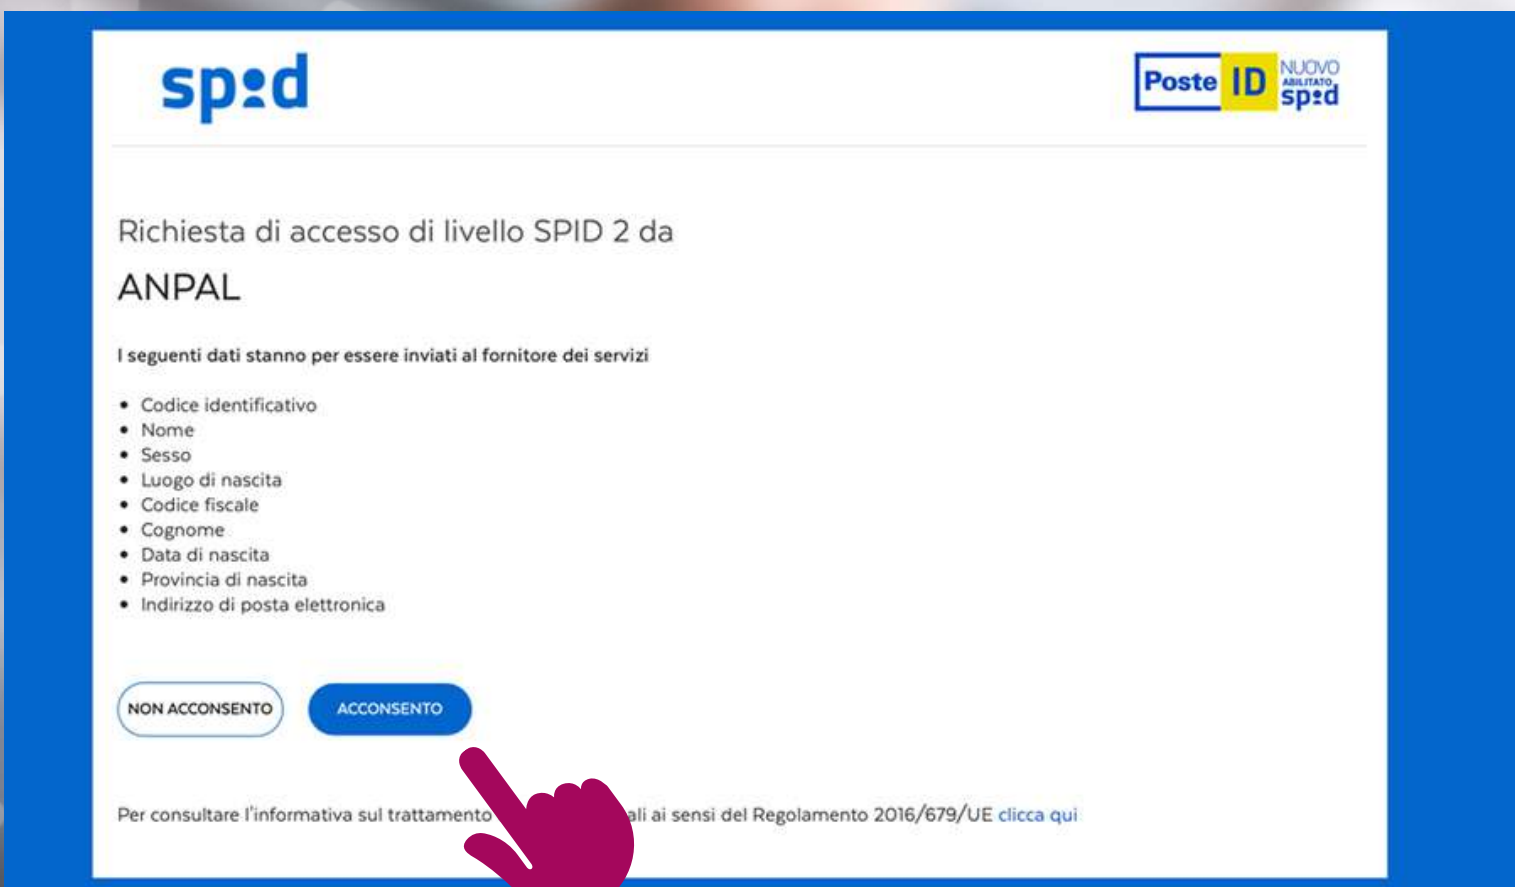 spid
Poste ID NUOVO
ABILITATO
spid
Richiesta di accesso di livello SPID 2 da
ANPAL
I seguenti dati stanno per essere inviati al fornitore dei servizi
• Codice identificativo
• Nome
• Sesso
• Luogo di nascita
• Codice fiscale
• Cognome
• Data di nascita
• Provincia di nascita
• Indirizzo di posta elettronica
NON ACCONSENTO ACCONSENTO
Per consultare l'informativa sul trattamento ali ai sensi del Regolamento 2016/679/UE clicca qui